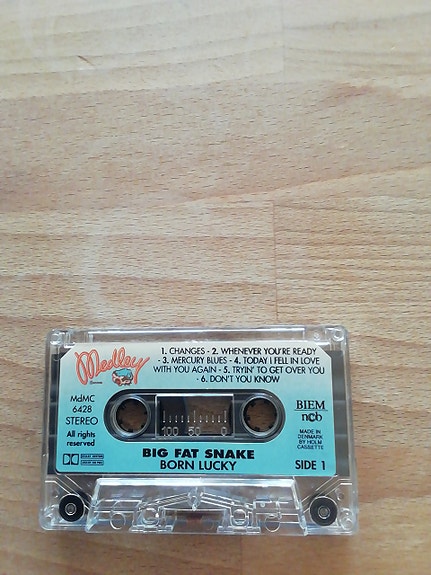 Medley
1. CHANGES - 2. WHENEVER YOU'RE READY
- 3. MERCURY BLUES - 4. TODAY I FELL IN LOVE
WITH YOU AGAIN - 5. TRYIN' TO GET OVER YOU
- 6. DON'T YOU KNOW
MdMC
6428
STEREO
All rights
reserved
100 50 0
BIEM
ncb
MADE IN
DENMARK
BY HOLM
CASSETTE
BIG FAT SNAKE
BORN LUCKY
SIDE 1